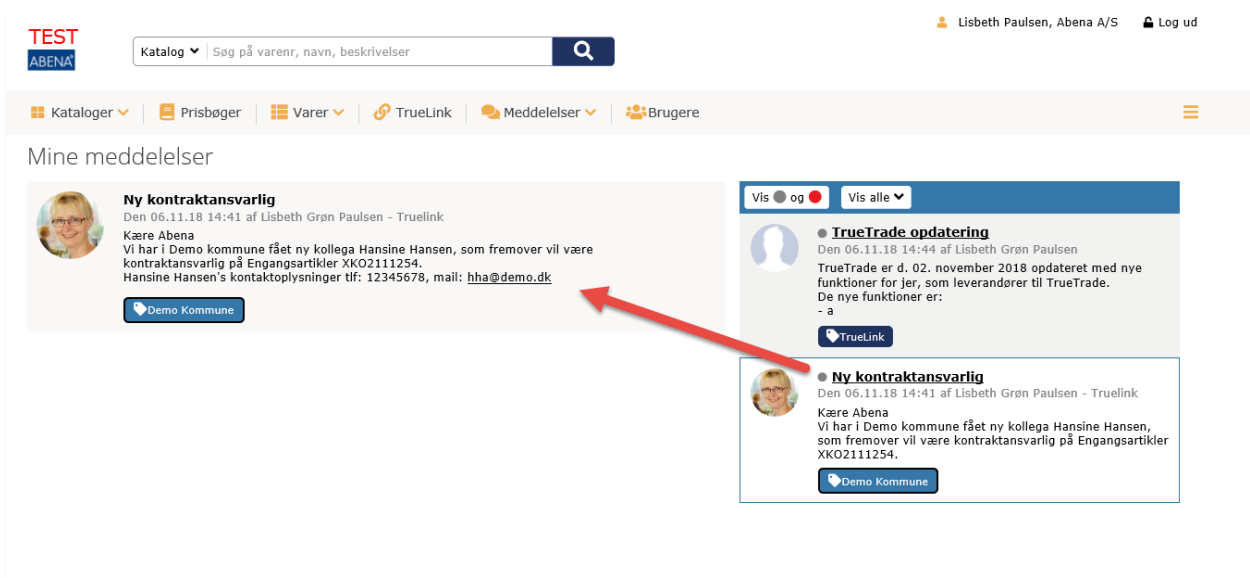 Lisbeth Paulsen, Abena A/S Log ud
TEST
ABENA
Katalog Søg på varenr, navn, beskrivelser
Kataloger Prisbøger Varer TrueLink Meddelelser Brugere
Mine meddelelser
Ny kontraktansvarlig
Den 06.11.18 14:41 af Lisbeth Grøn Paulsen - Truelink
Kære Abena
Vi har i Demo kommune fået ny kollega Hansine Hansen, som fremover vil være
kontraktansvarlig på Engangsartikler XKO2111254.
Hansine Hansen's kontaktoplysninger tlf: 12345678, mail: hha@demo.dk
Demo Kommune
Vis og Vis alle
TrueTrade opdatering
Den 06.11.18 14:44 af Lisbeth Grøn Paulsen
TrueTrade er d. 02. november 2018 opdateret med nye
funktioner for jer, som leverandører til TrueTrade.
De nye funktioner er:
- a
TrueLink
Ny kontraktansvarlig
Den 06.11.18 14:41 af Lisbeth Grøn Paulsen - Truelink
Kære Abena
Vi har i Demo kommune fået ny kollega Hansine Hansen,
som fremover vil være kontraktansvarlig på Engangsartikler
XKO2111254.
Demo Kommune